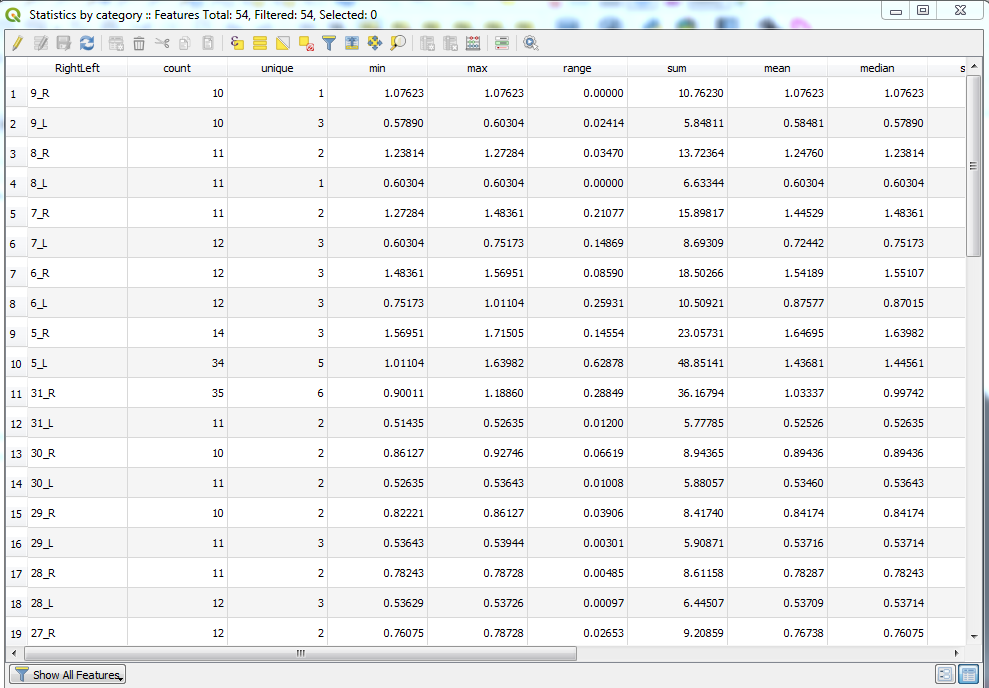 Statistics by category :: Features Total: 54, Filtered: 54, Selected: 0
RightLeft count unique min max range sum mean median s
1 9_R 10 1 1.07623 1.07623 0.00000 10.76230 1.07623 1.07623
2 9_L 10 3 0.57890 0.60304 0.02414 5.84811 0.58481 0.57890
3 8_R 11 2 1.23814 1.27284 0.03470 13.72364 1.24760 1.23814
4 8_L 11 1 0.60304 0.60304 0.00000 6.63344 0.60304 0.60304
5 7_R 11 2 1.27284 1.48361 0.21077 15.89817 1.44529 1.48361
6 7_L 12 3 0.60304 0.75173 0.14869 8.69309 0.72442 0.75173
7 6_R 12 3 1.48361 1.56951 0.08590 18.50266 1.54189 1.55107
8 6_L 12 3 0.75173 1.01104 0.25931 10.50921 0.87577 0.87015
9 5_R 14 3 1.56951 1.71505 0.14554 23.05731 1.64695 1.63982
10 5_L 34 5 1.01104 1.63982 0.62878 48.85141 1.43681 1.44561
11 31_R 35 6 0.90011 1.18860 0.28849 36.16794 1.03337 0.99742
12 31_L 11 2 0.51435 0.52635 0.01200 5.77785 0.52526 0.52635
13 30_R 10 2 0.86127 0.92746 0.06619 8.94365 0.89436 0.89436
14 30_L 11 2 0.52635 0.53643 0.01008 5.88057 0.53460 0.53643
15 29_R 10 2 0.82221 0.86127 0.03906 8.41740 0.84174 0.84174
16 29_L 11 3 0.53643 0.53944 0.00301 5.90871 0.53716 0.53714
17 28_R 11 2 0.78243 0.78728 0.00485 8.61158 0.78287 0.78243
18 28_L 12 3 0.53629 0.53726 0.00097 6.44507 0.53709 0.53714
19 27_R 12 2 0.76075 0.78728 0.02653 9.20859 0.76738 0.76075
Show All Features